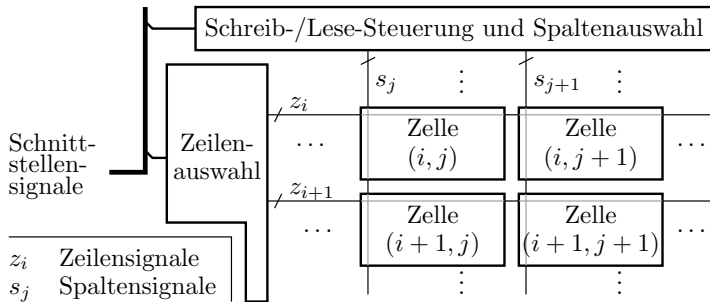 Schreib-/Lese-Steuerung und Spaltenauswahl
s_j ⋮ s_{j+1} ⋮
z_i
Schnitt-
stellen-
signale
Zeilen-
auswahl
⋯ Zelle Zelle ⋯
(i, j) (i, j + 1)
z_{i+1}
⋯ Zelle Zelle ⋯
(i + 1, j) (i + 1, j + 1)
⋮ ⋮
z_i Zeilensignale
s_j Spaltensignale